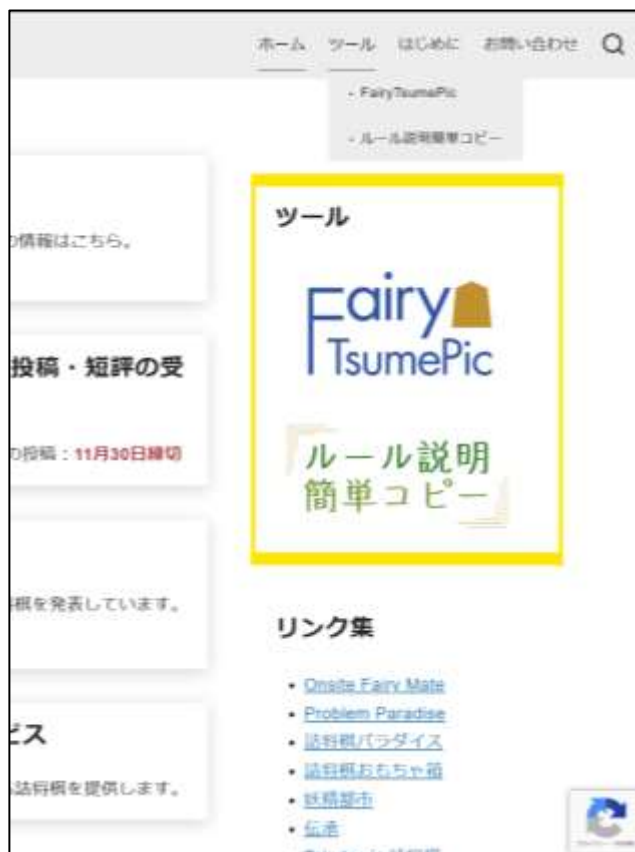 ホーム ツール はじめに お問い合わせ
- FairyTsumePic
- ルール説明簡単コピー
の情報はこちら。
投稿・短評の受
の投稿：11月30日締切
将棋を発表しています。
ビス
詰将棋を提供します。
ツール
Fairy
TsumePic
ルール説明
簡単コピー
リンク集
• Onsite Fairy Mate
• Problem Paradise
• 詰将棋パラダイス
• 詰将棋おもちゃ箱
• 妖精都市
• 伝承